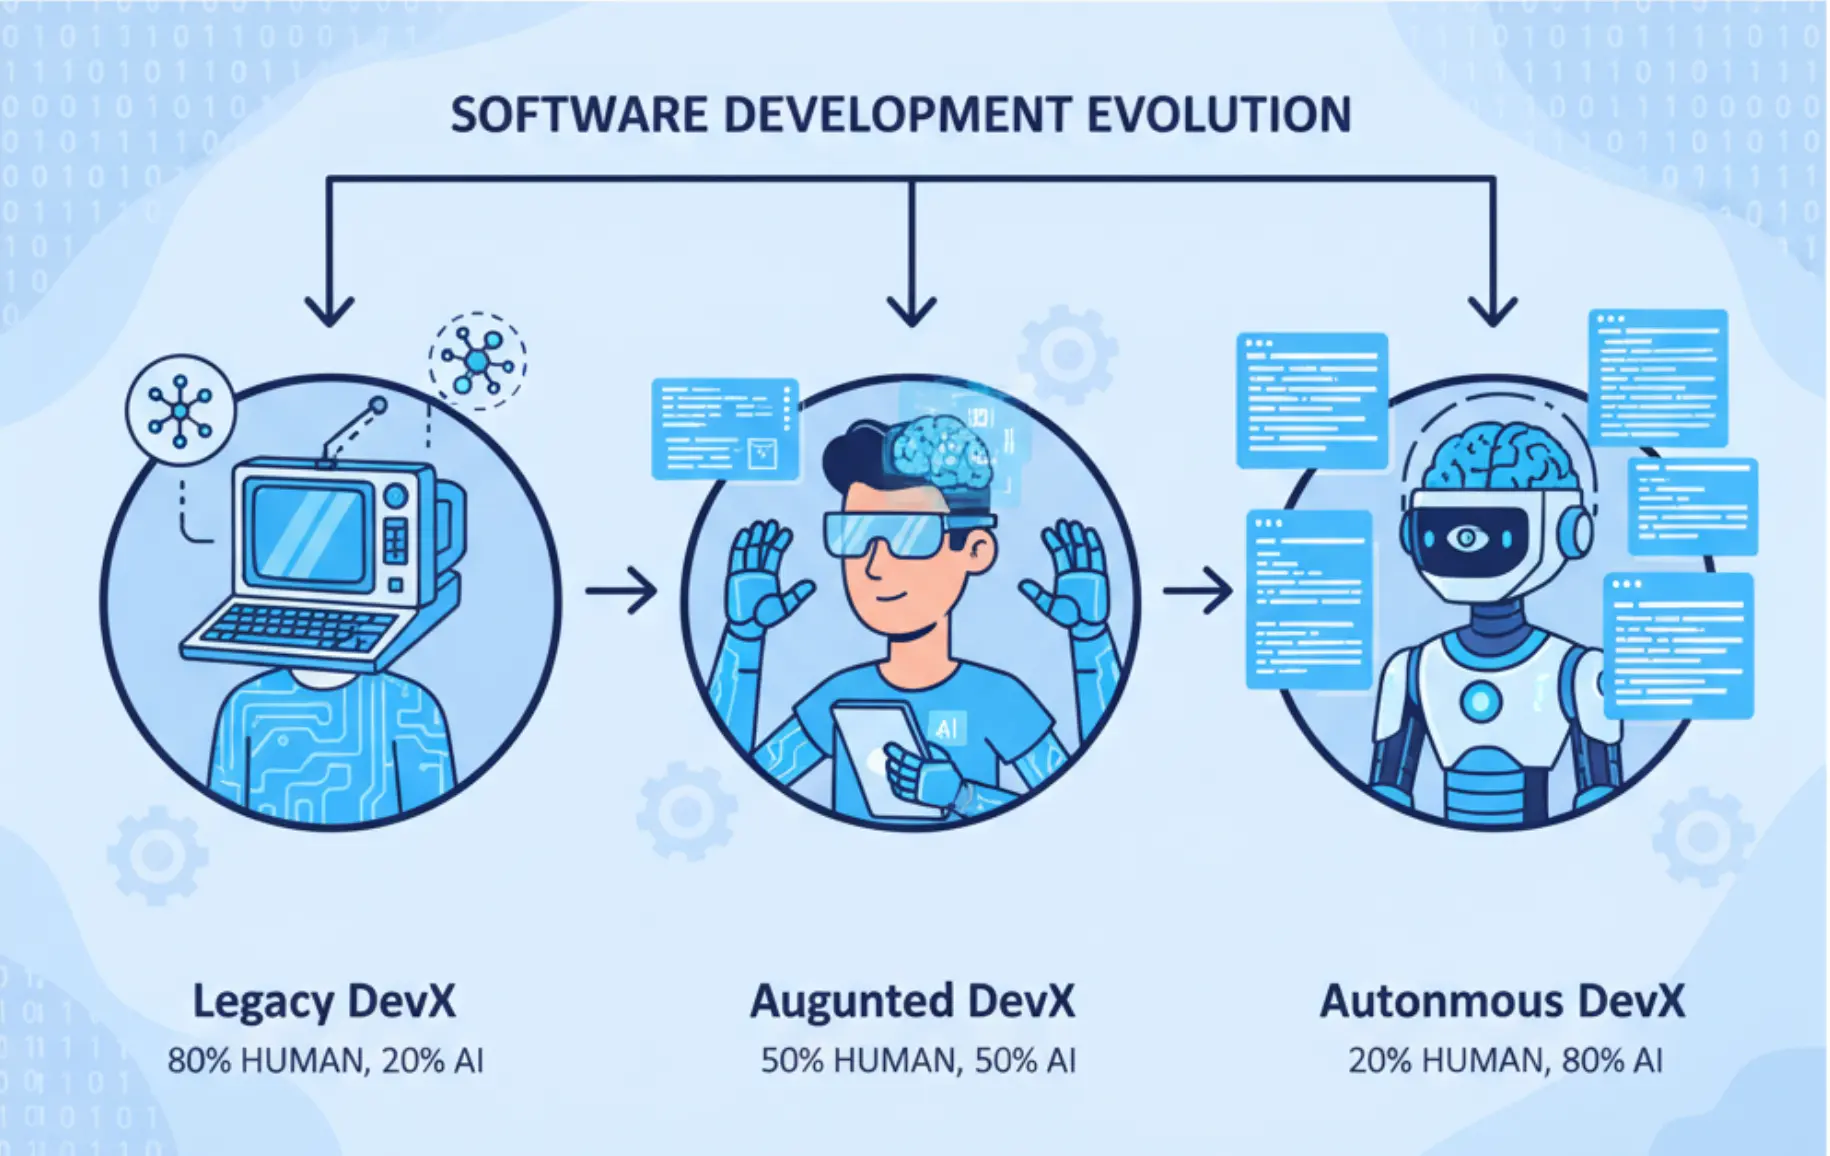 SOFTWARE DEVELOPMENT EVOLUTION
AI
Legacy DevX
80% HUMAN, 20% AI
Augunted DevX
50% HUMAN, 50% AI
Autonmous DevX
20% HUMAN, 80% AI